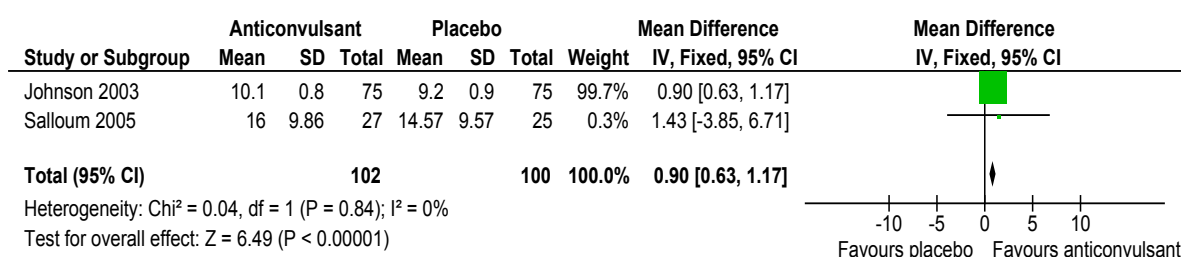 Anticonvulsant Placebo Mean Difference Mean Difference
Study or Subgroup Mean SD Total Mean SD Total Weight IV, Fixed, 95% CI IV, Fixed, 95% CI
Johnson 2003 10.1 0.8 75 9.2 0.9 75 99.7% 0.90 [0.63, 1.17]
Salloum 2005 16 9.86 27 14.57 9.57 25 0.3% 1.43 [-3.85, 6.71]
Total (95% CI) 102 100 100.0% 0.90 [0.63, 1.17]
Heterogeneity: Chi² = 0.04, df = 1 (P = 0.84); I² = 0%
Test for overall effect: Z = 6.49 (P < 0.00001)
-10 -5 0 5 10
Favours placebo Favours anticonvulsant